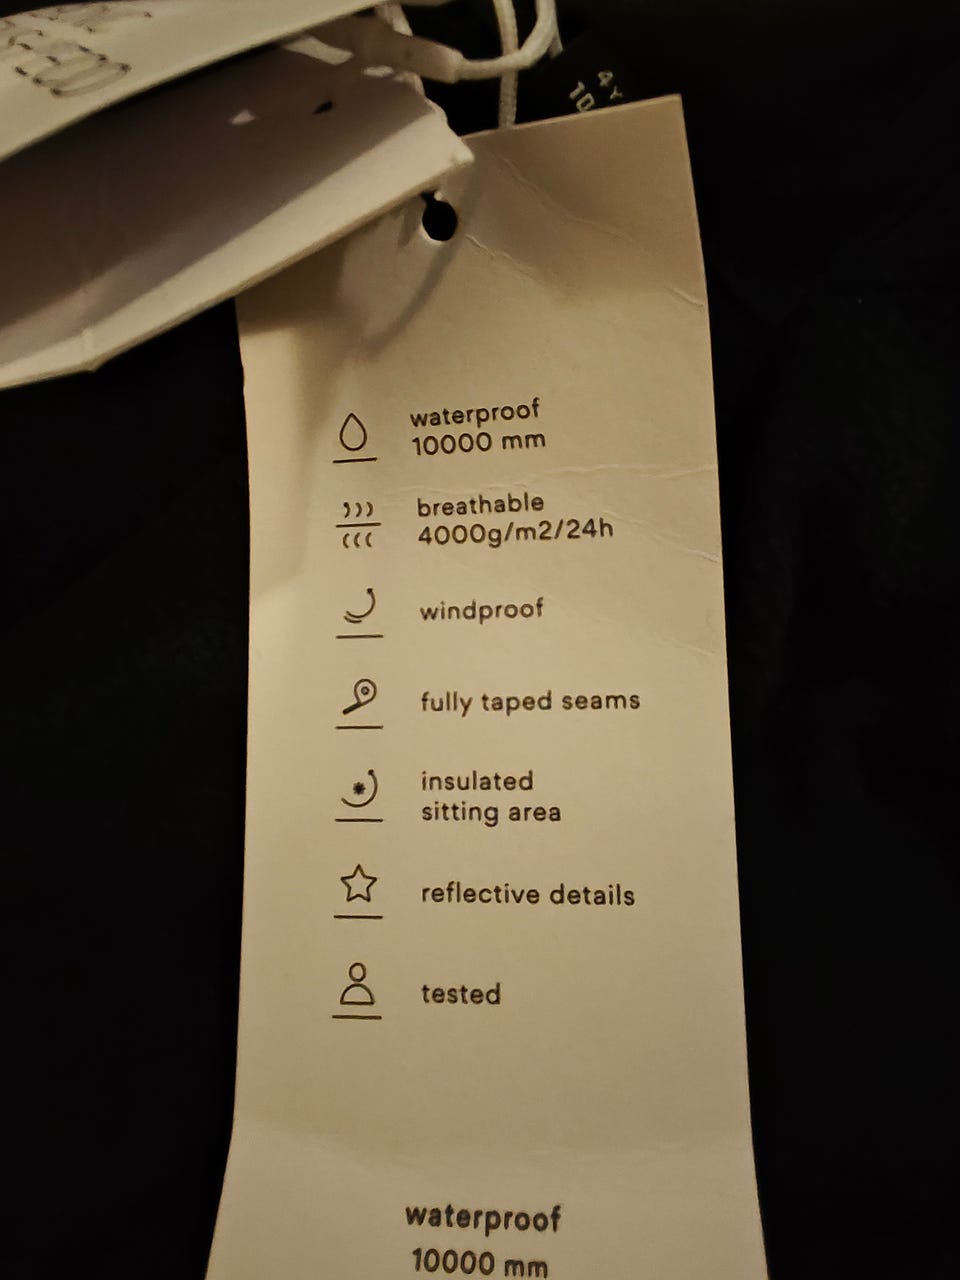 waterproof
10000 mm
breathable
4000g/m2/24h
windproof
fully taped seams
insulated
sitting area
reflective details
tested
waterproof
10000 mm